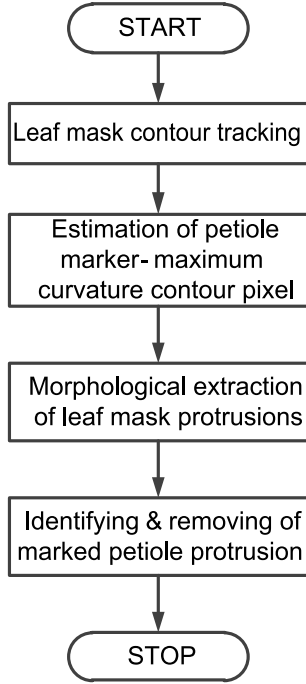 START
Leaf mask contour tracking
Estimation of petiole
marker- maximum
curvature contour pixel
Morphological extraction
of leaf mask protrusions
Identifying & removing of
marked petiole protrusion
STOP